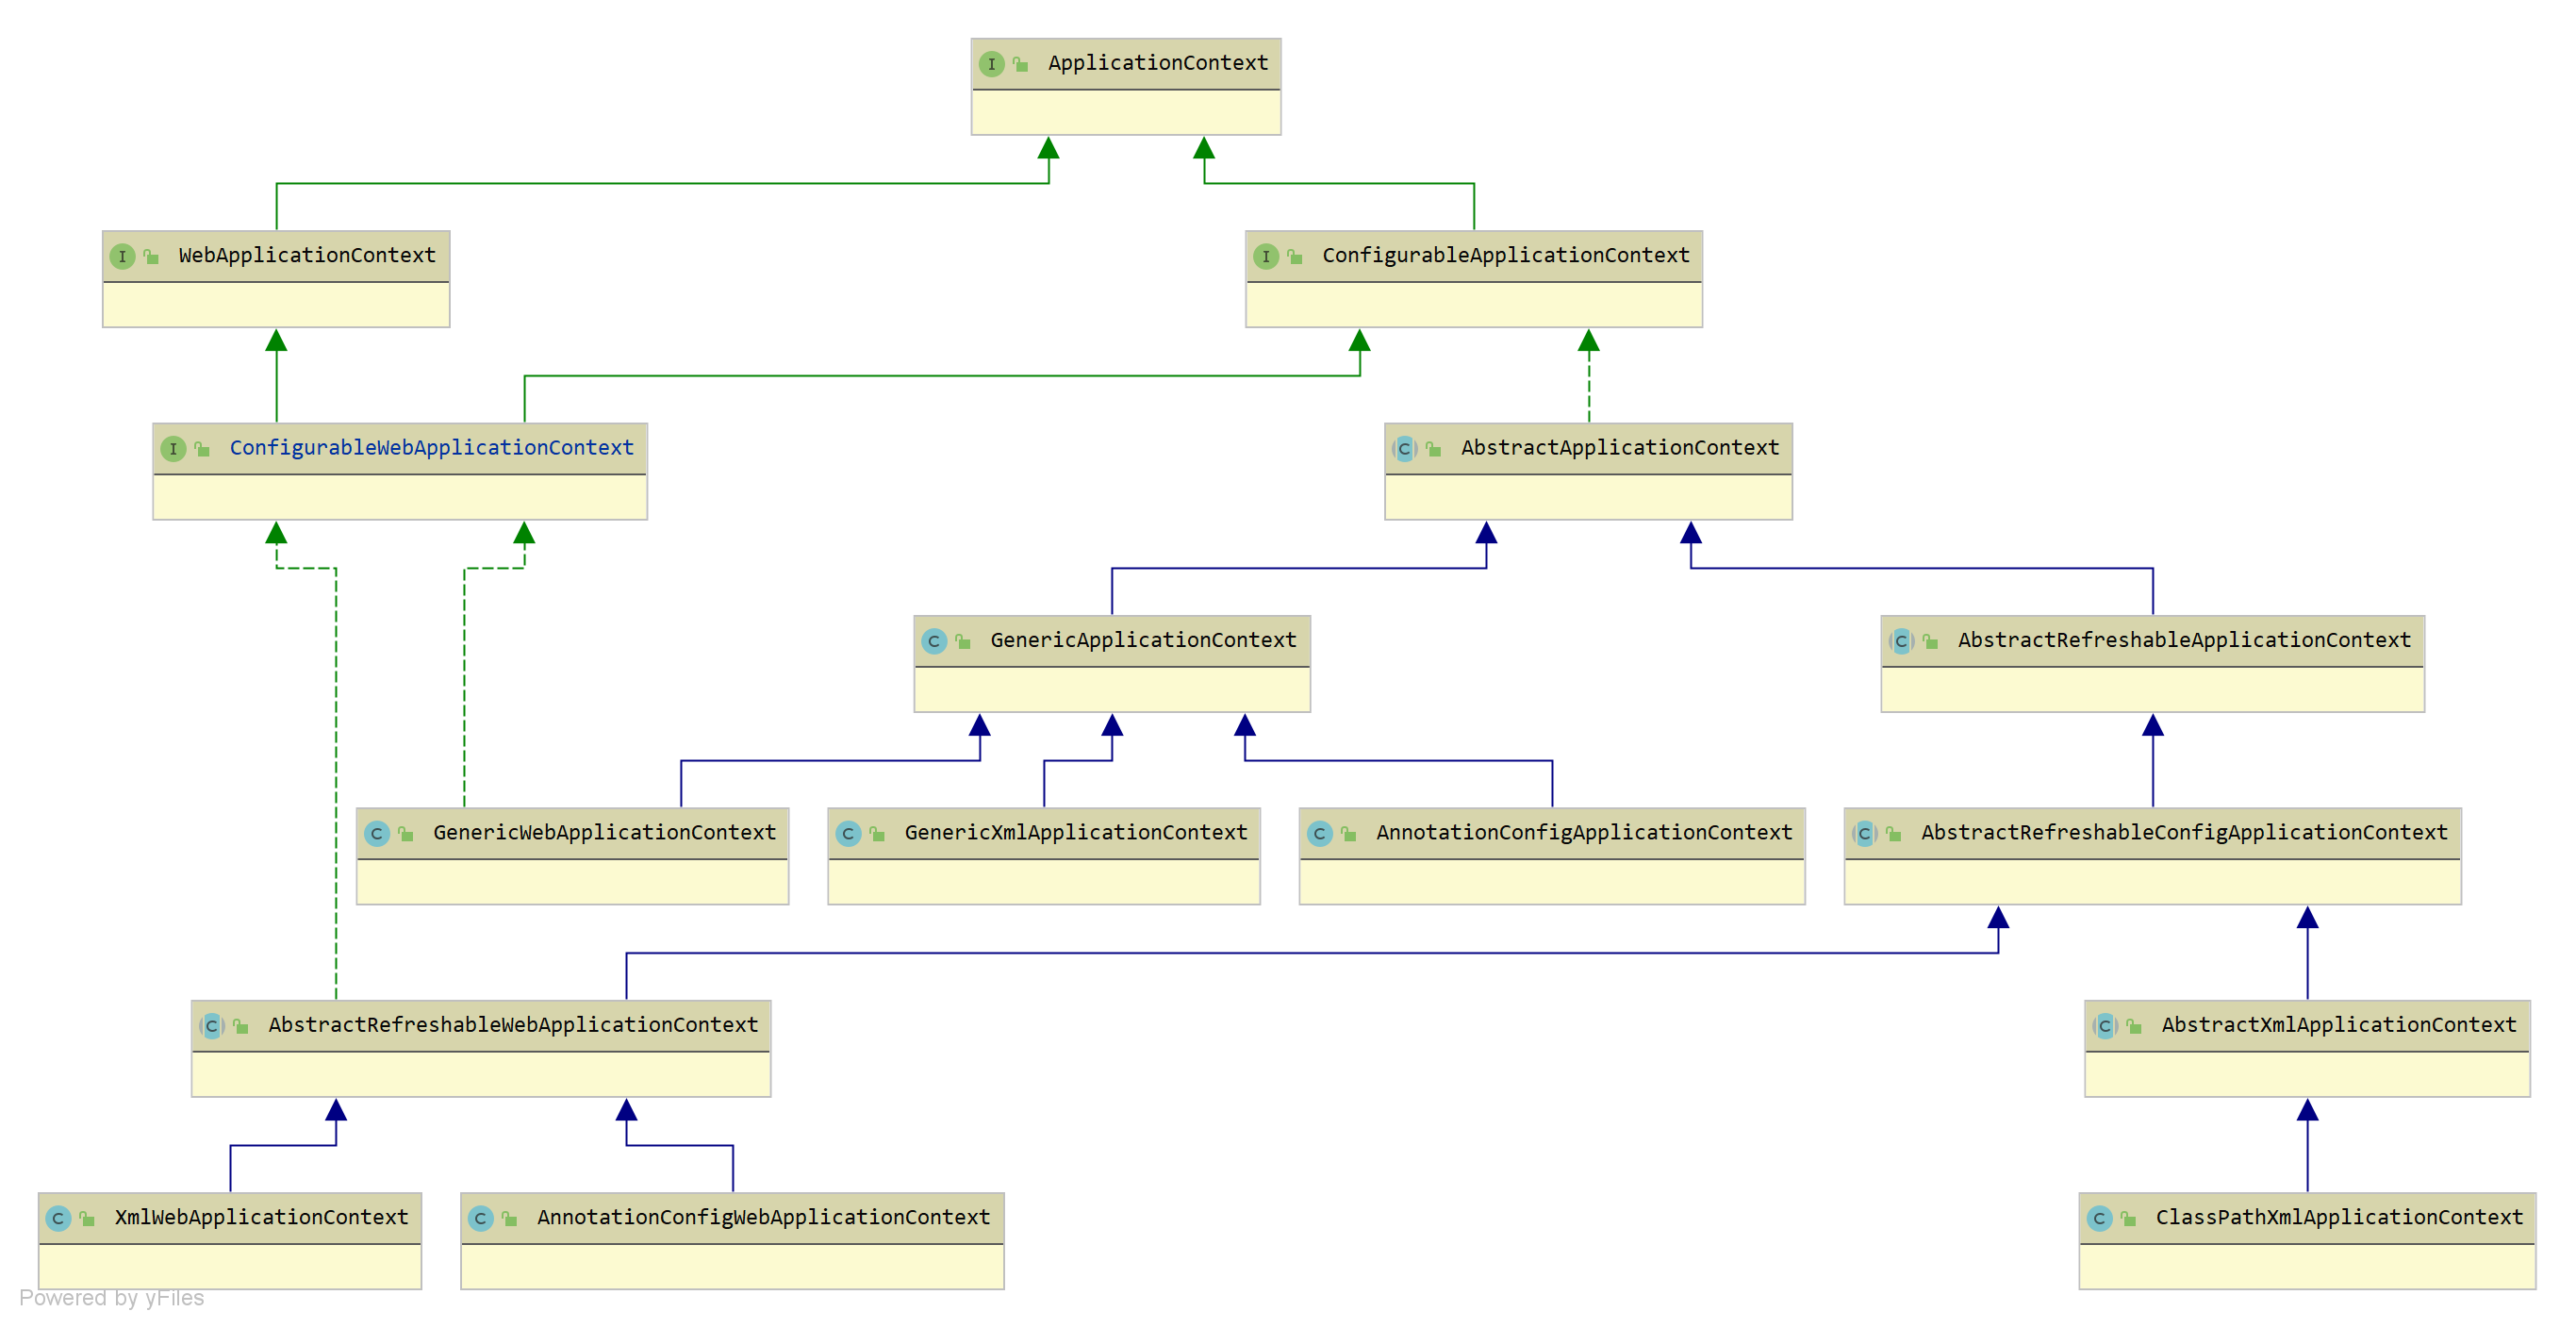 I ApplicationContext
I WebApplicationContext
I ConfigurableApplicationContext
I ConfigurableWebApplicationContext
C AbstractApplicationContext
C GenericApplicationContext
C AbstractRefreshableApplicationContext
C GenericWebApplicationContext
C GenericXmlApplicationContext
C AnnotationConfigApplicationContext
C AbstractRefreshableConfigApplicationContext
C AbstractRefreshableWebApplicationContext
C AbstractXmlApplicationContext
C XmlWebApplicationContext
C AnnotationConfigWebApplicationContext
C ClassPathXmlApplicationContext
Powered by yFiles